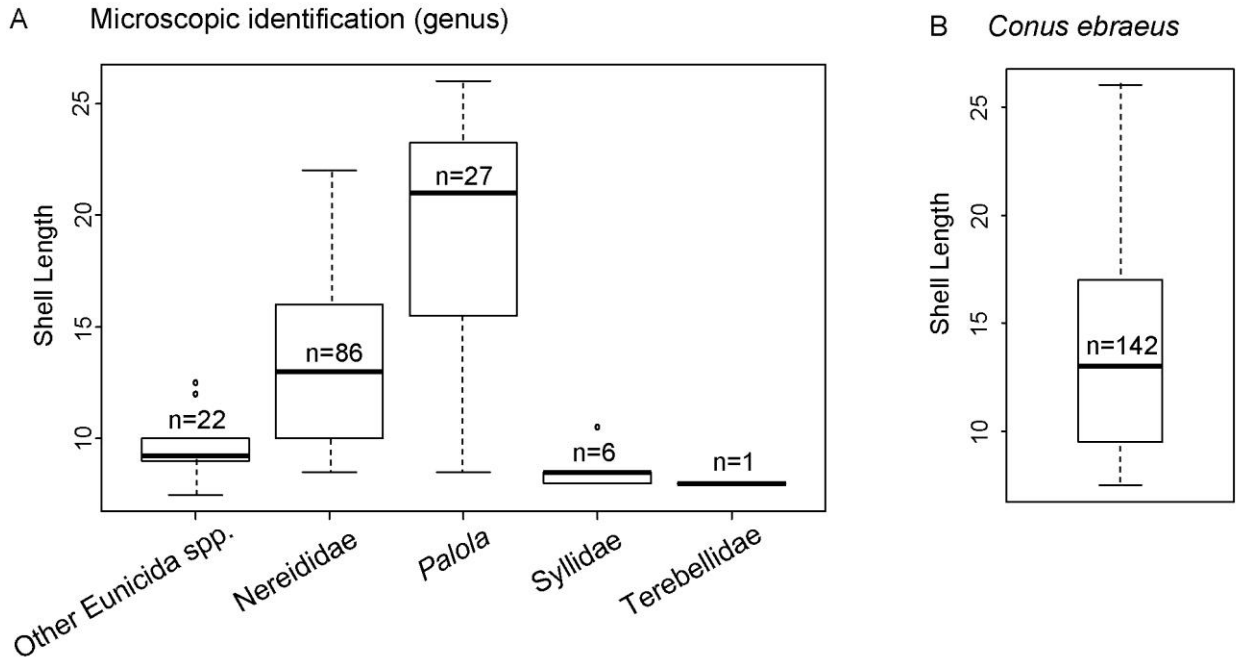 A Microscopic identification (genus)
Shell Length
25
20
15
10
n=22
n=86
n=27
n=6
n=1
Other Eunicida spp.
Nereididae
Palola
Syllidae
Terebellidae
B Conus ebraeus
Shell Length
25
20
15
10
n=142